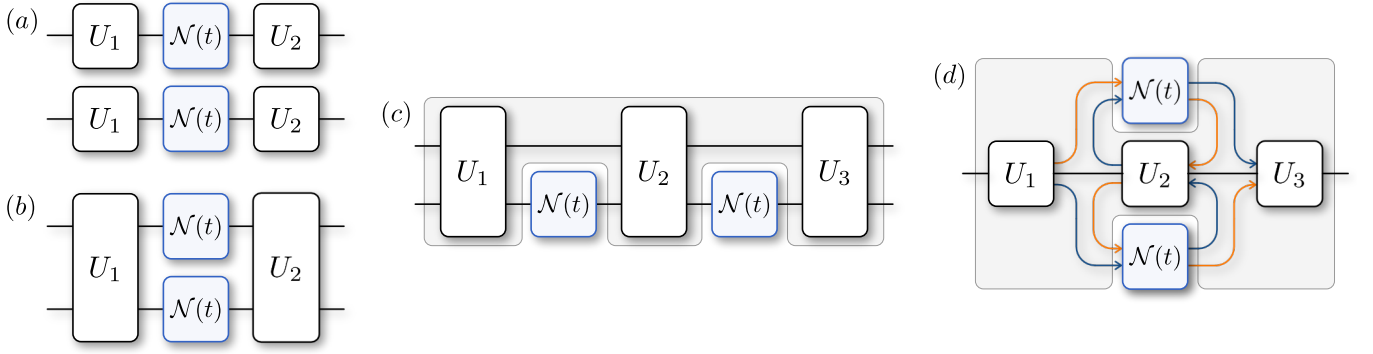 (a)
U₁ 𝒩(t) U₂
U₁ 𝒩(t) U₂
(b)
U₁ 𝒩(t) U₂
𝒩(t)
(c)
U₁ 𝒩(t) U₂ 𝒩(t) U₃
(d)
𝒩(t)
U₁ U₂ U₃
𝒩(t)